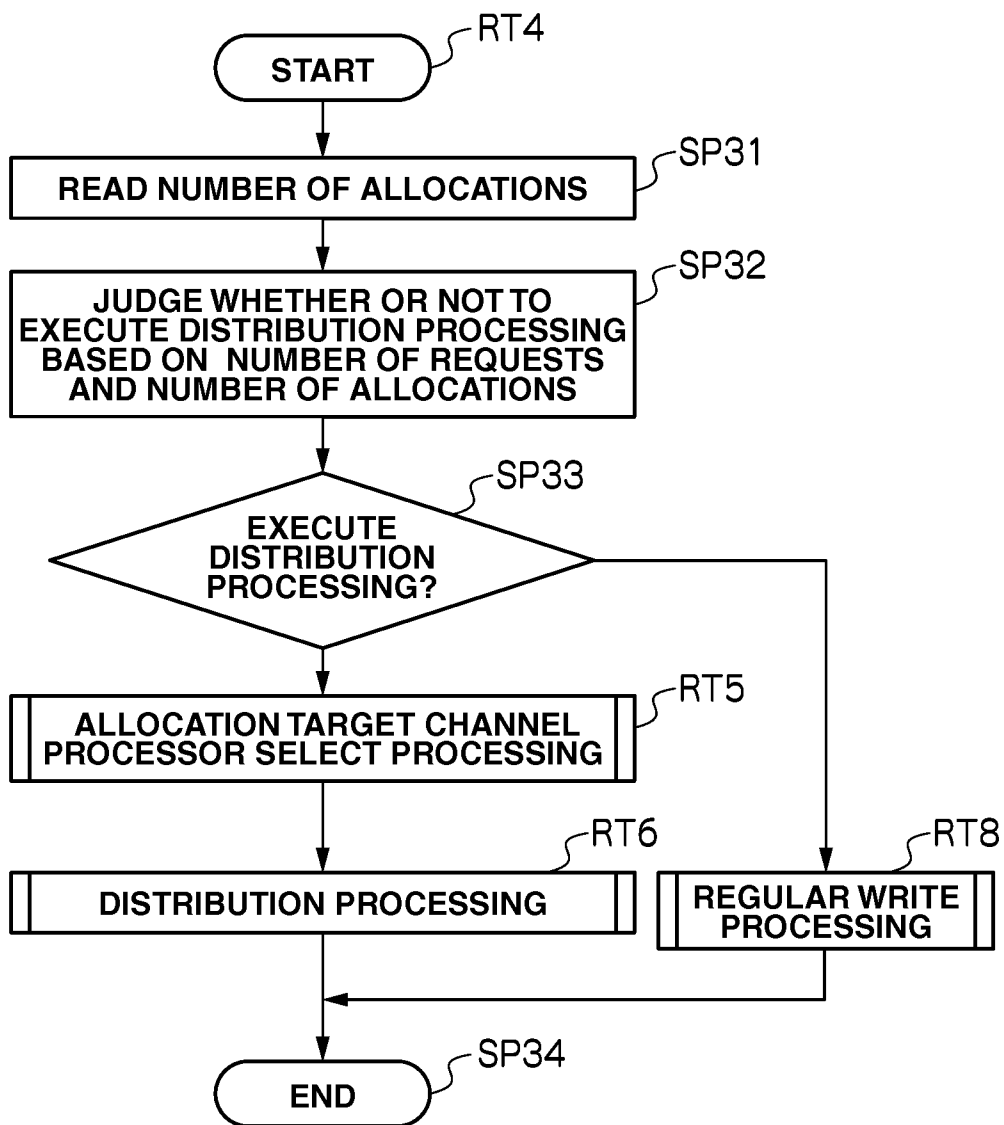 RT4
START
SP31
READ NUMBER OF ALLOCATIONS
SP32
JUDGE WHETHER OR NOT TO
EXECUTE DISTRIBUTION PROCESSING
BASED ON NUMBER OF REQUESTS
AND NUMBER OF ALLOCATIONS
SP33
EXECUTE
DISTRIBUTION
PROCESSING?
RT5
ALLOCATION TARGET CHANNEL
PROCESSOR SELECT PROCESSING
RT6
DISTRIBUTION PROCESSING
RT8
REGULAR WRITE
PROCESSING
SP34
END